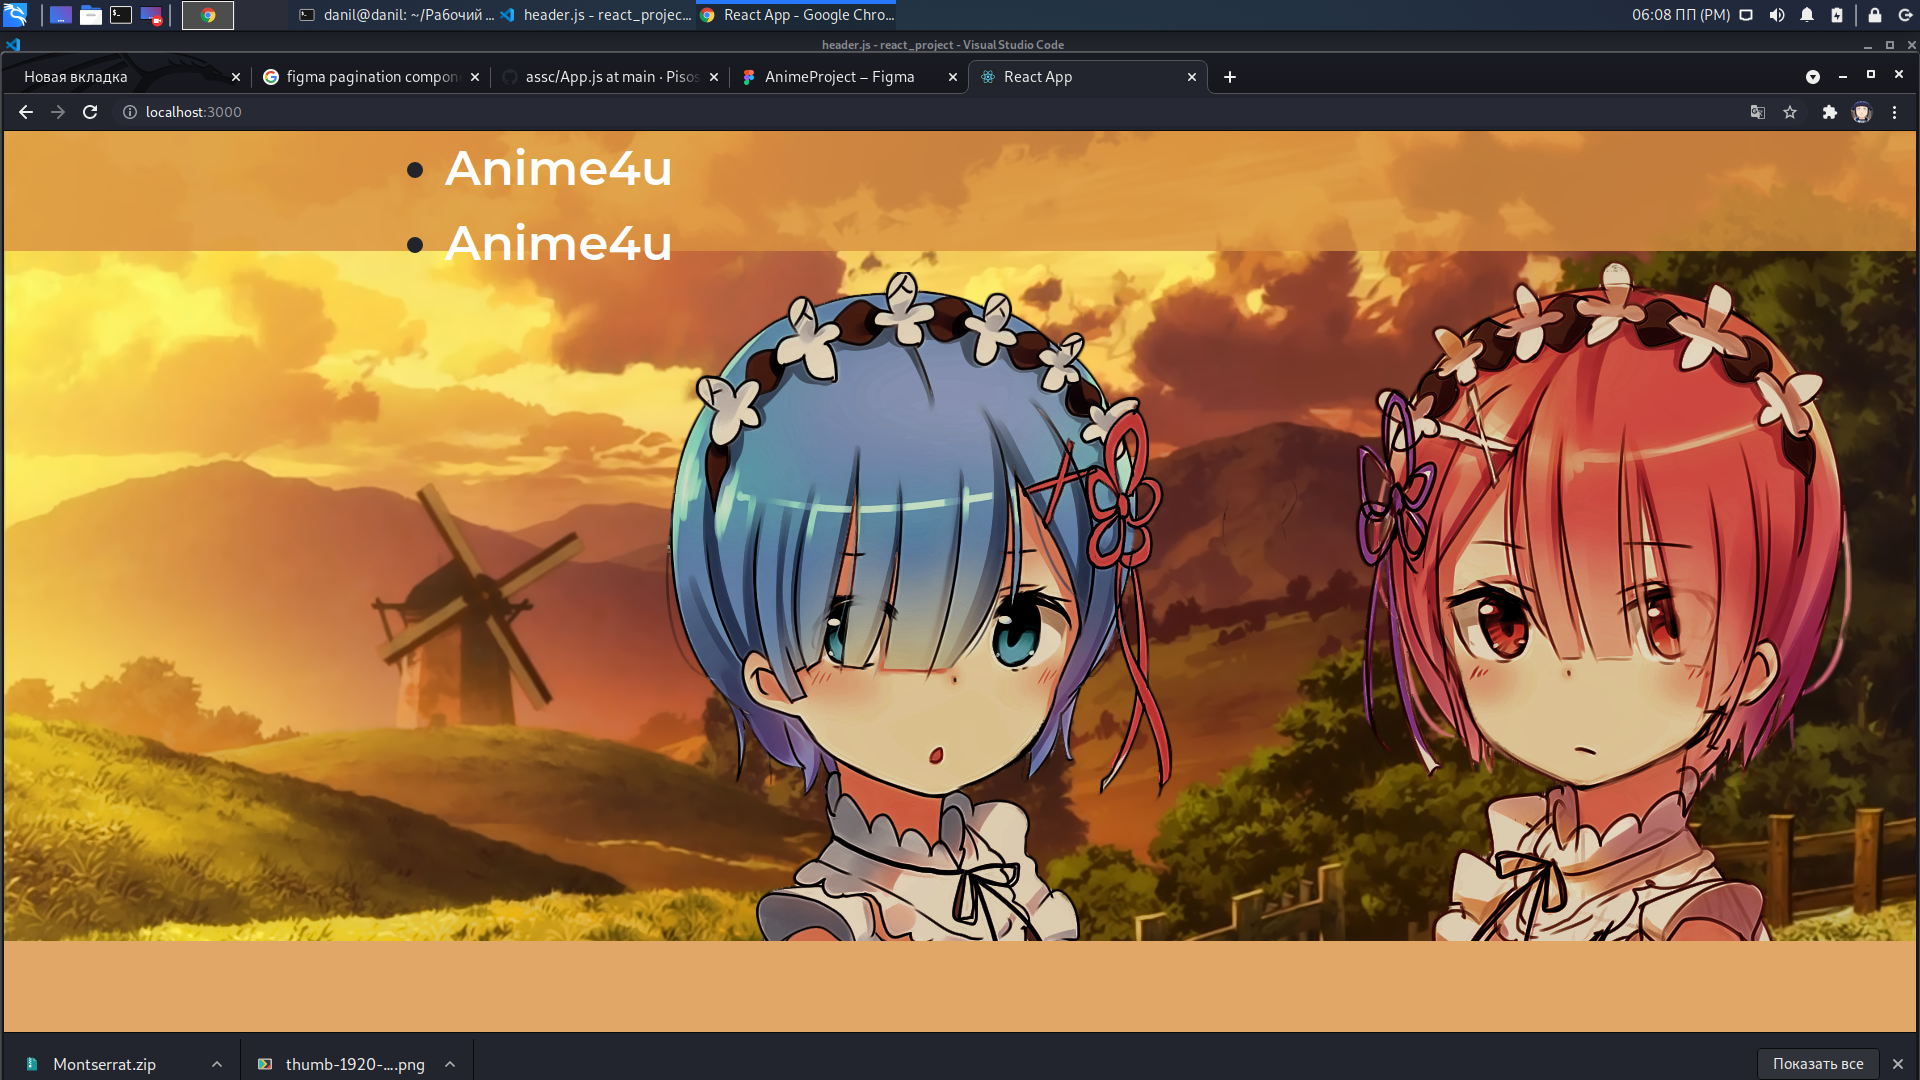 danil@danil: ~/Рабочий ...
header.js - react_projec...
React App - Google Chro...
06:08 ПП (PM)
header.js - react_project - Visual Studio Code
Новая вкладка
figma pagination compon
assc/App.js at main · Pisos
AnimeProject – Figma
React App
localhost:3000
Anime4u
Anime4u
Montserrat.zip
thumb-1920-....png
Показать все